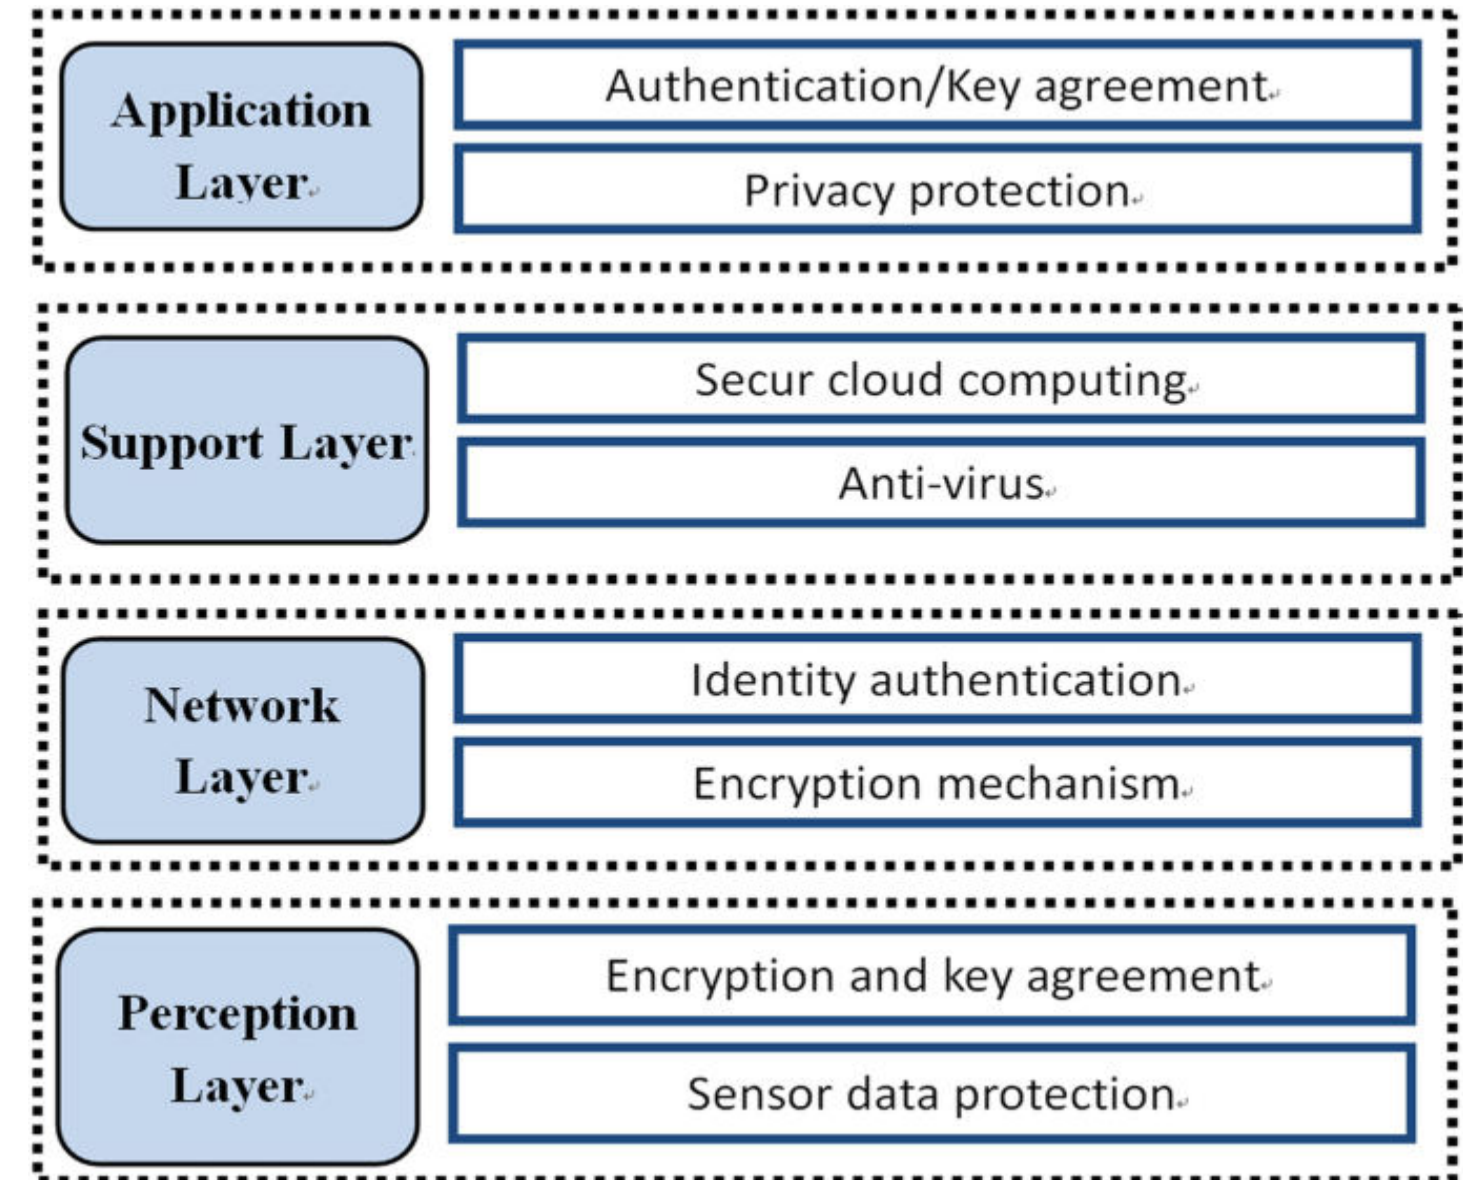 Application
Layer
Authentication/Key agreement
Privacy protection
Support Layer
Secur cloud computing
Anti-virus
Network
Layer
Identity authentication
Encryption mechanism
Perception
Layer
Encryption and key agreement
Sensor data protection